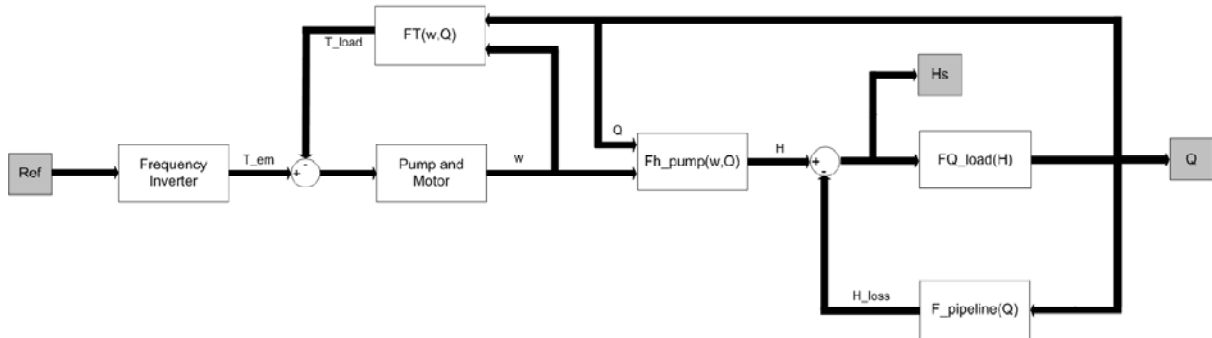 FT(w,Q)
T_load
Hs
Q
Ref
Frequency
Inverter
T_em
-
+
Pump and
Motor
w
Fh_pump(w,Q)
H
+
-
FQ_load(H)
Q
H_loss
F_pipeline(Q)